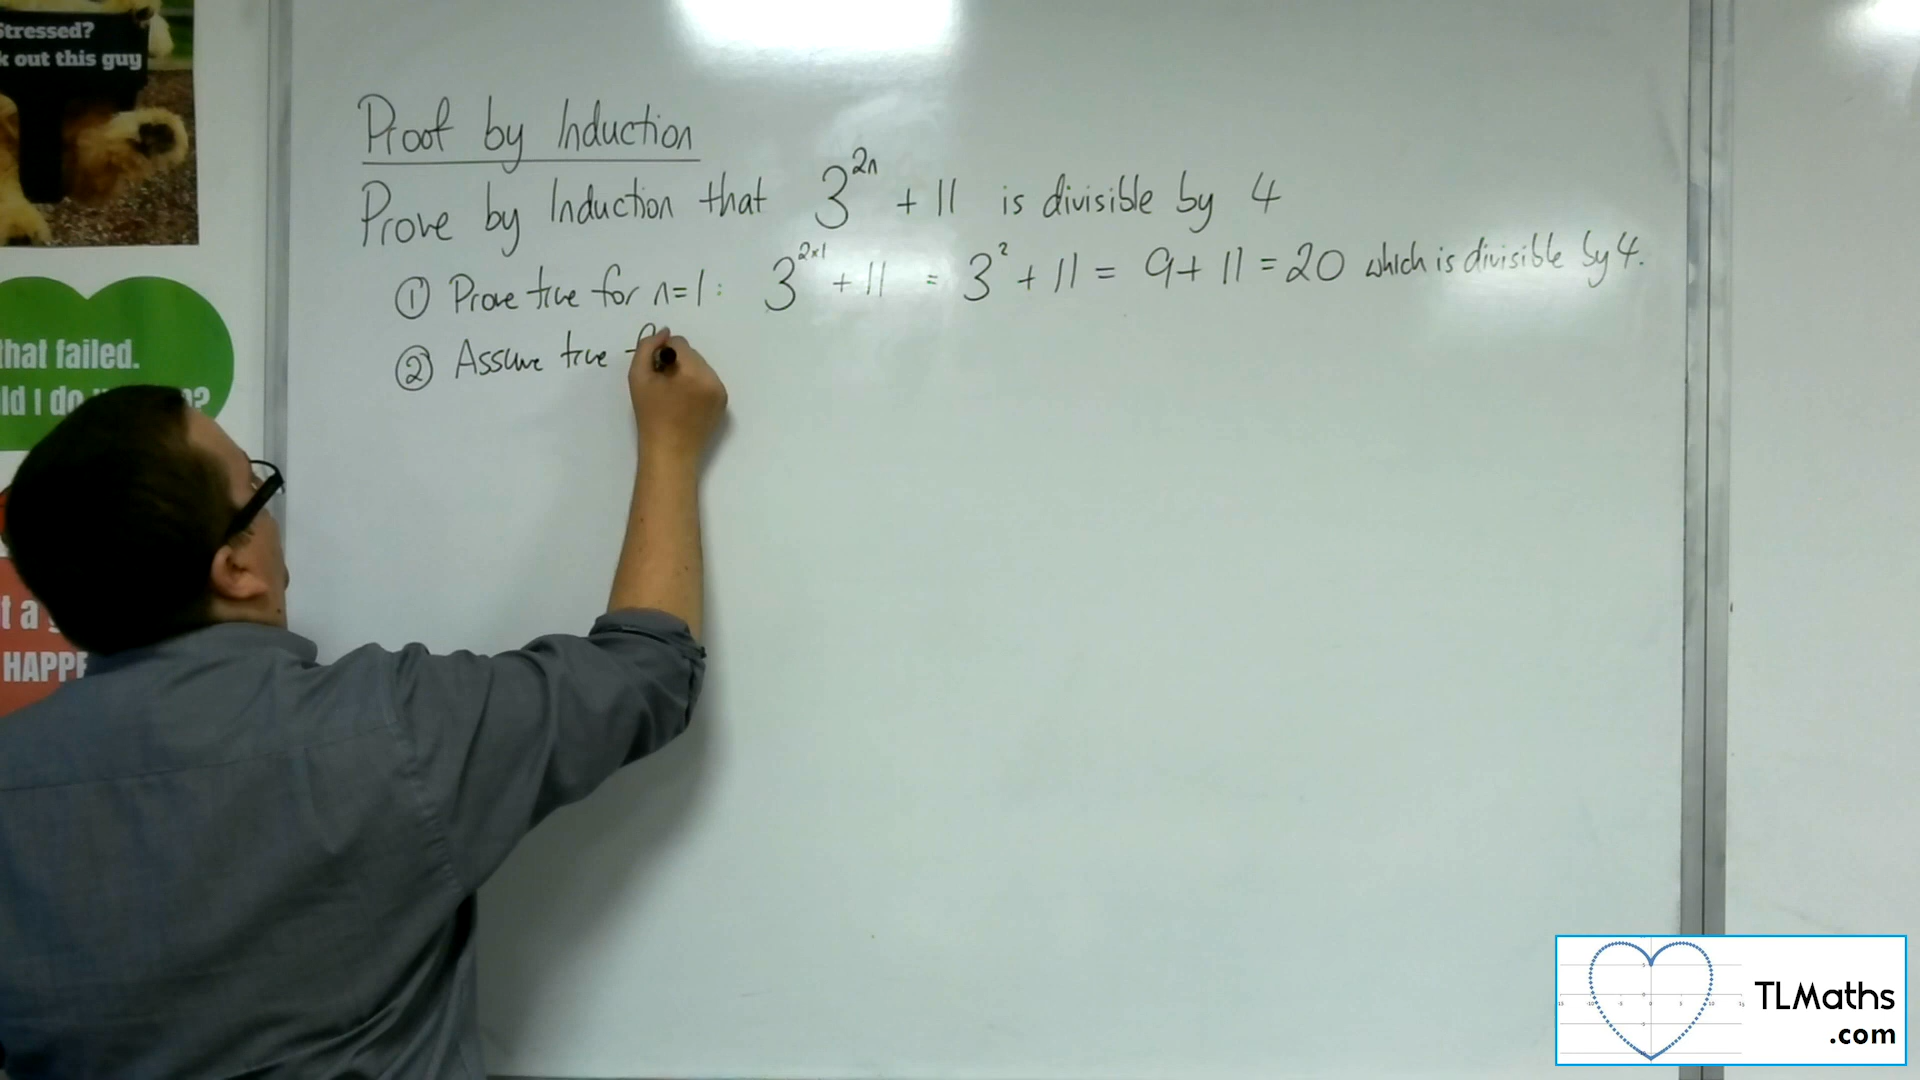 Stressed?
k out this guy
Proof by Induction
Prove by Induction that 3^{2n} + 11 is divisible by 4
① Prove true for n=1: 3^{2×1} + 11 = 3^2 + 11 = 9 + 11 = 20 which is divisible by 4.
② Assume true f
that failed.
ld I do
?
t a
HAPPE
TLMaths
.com